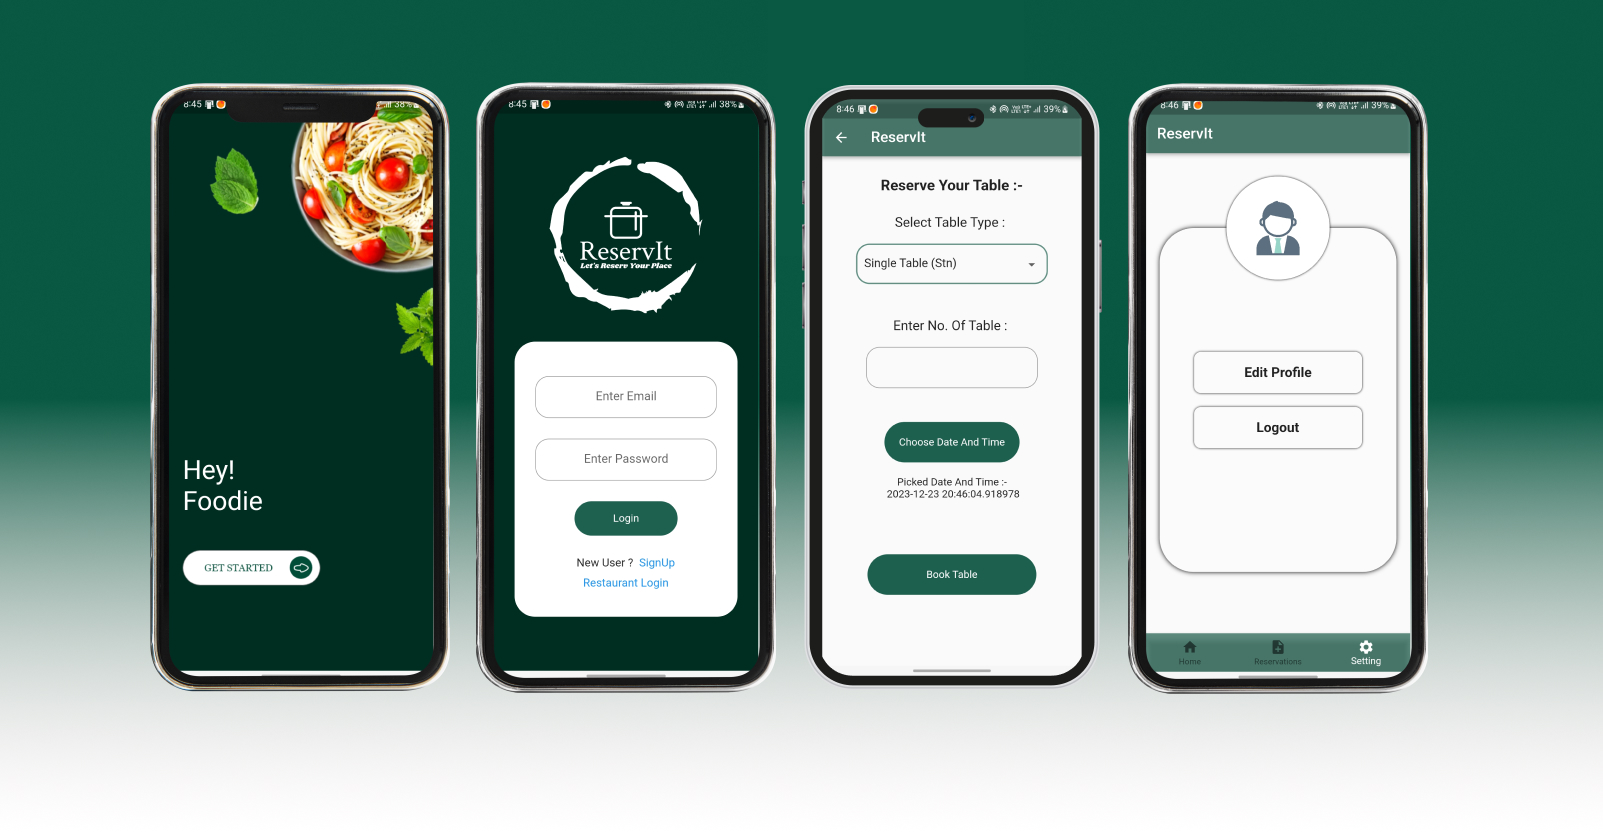 8:45
38%
Hey!
Foodie
GET STARTED
8:45
38%
ReservIt
Let's Reserv Your Place
Enter Email
Enter Password
Login
New User ? SignUp
Restaurant Login
8:46
39%
ReservIt
Reserve Your Table :-
Select Table Type :
Single Table (Stn)
Enter No. Of Table :
Choose Date And Time
Picked Date And Time :-
2023-12-23 20:46:04.918978
Book Table
8:46
39%
ReservIt
Edit Profile
Logout
Home
Reservations
Setting